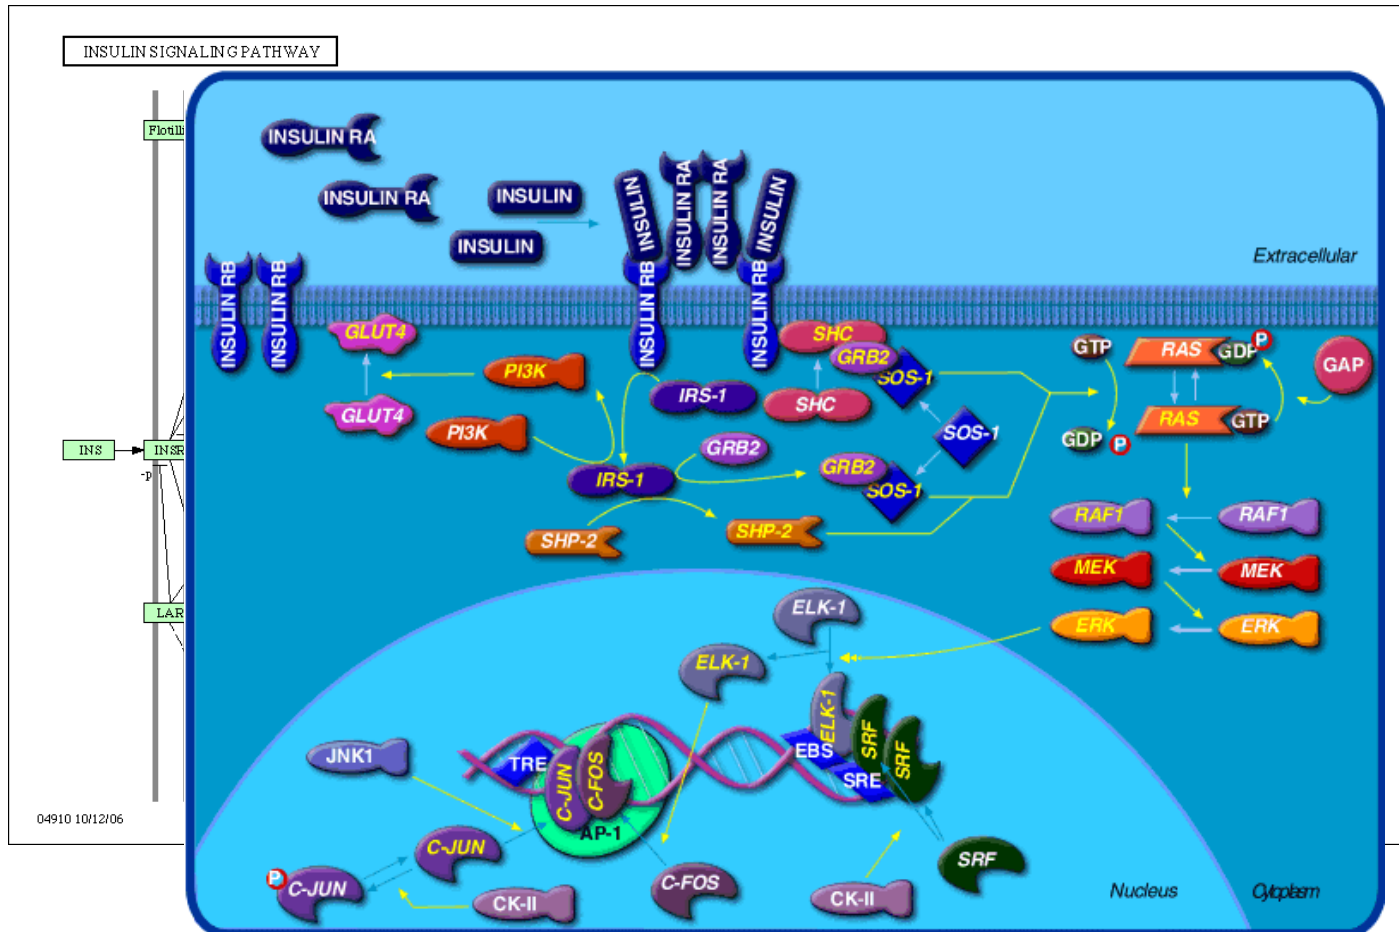 INSULIN SIGNALING PATHWAY
INSULIN RA
INSULIN RA
INSULIN
INSULIN
INSULIN
INSULIN RA
INSULIN RA
INSULIN
Extracellular
INSULIN RB
INSULIN RB
INSULIN RB
INSULIN RB
GLUT4
GLUT4
PI3K
PI3K
IRS-1
IRS-1
SHC
GRB2
SOS-1
SHC
SOS-1
GRB2
GRB2
SOS-1
SHP-2
SHP-2
GTP
RAS
GDP
P
GAP
RAS
GTP
GDP
P
RAF1
RAF1
MEK
MEK
ERK
ERK
INS
INSR
-p
LAR
ELK-1
ELK-1
ELK-1
SRF
SRF
EBS
SRE
TRE
C-JUN
C-FOS
AP-1
JNK1
C-JUN
P
C-JUN
CK-II
C-FOS
CK-II
SRF
Nucleus
Cytoplasm
04910 10/12/06